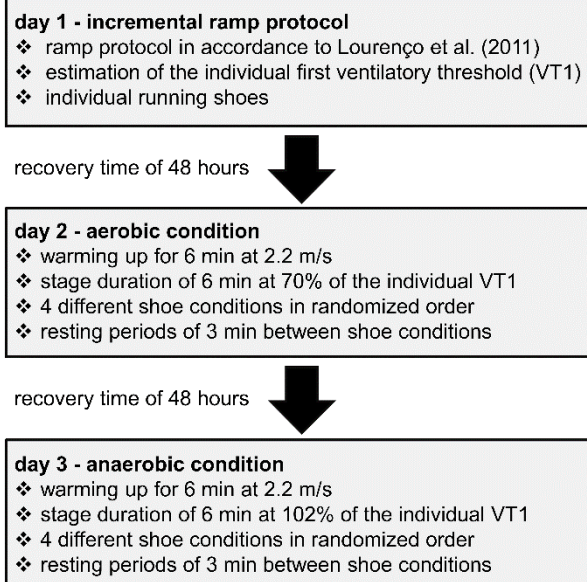 day 1 - incremental ramp protocol
❖ ramp protocol in accordance to Lourenço et al. (2011)
❖ estimation of the individual first ventilatory threshold (VT1)
❖ individual running shoes
recovery time of 48 hours
day 2 - aerobic condition
❖ warming up for 6 min at 2.2 m/s
❖ stage duration of 6 min at 70% of the individual VT1
❖ 4 different shoe conditions in randomized order
❖ resting periods of 3 min between shoe conditions
recovery time of 48 hours
day 3 - anaerobic condition
❖ warming up for 6 min at 2.2 m/s
❖ stage duration of 6 min at 102% of the individual VT1
❖ 4 different shoe conditions in randomized order
❖ resting periods of 3 min between shoe conditions